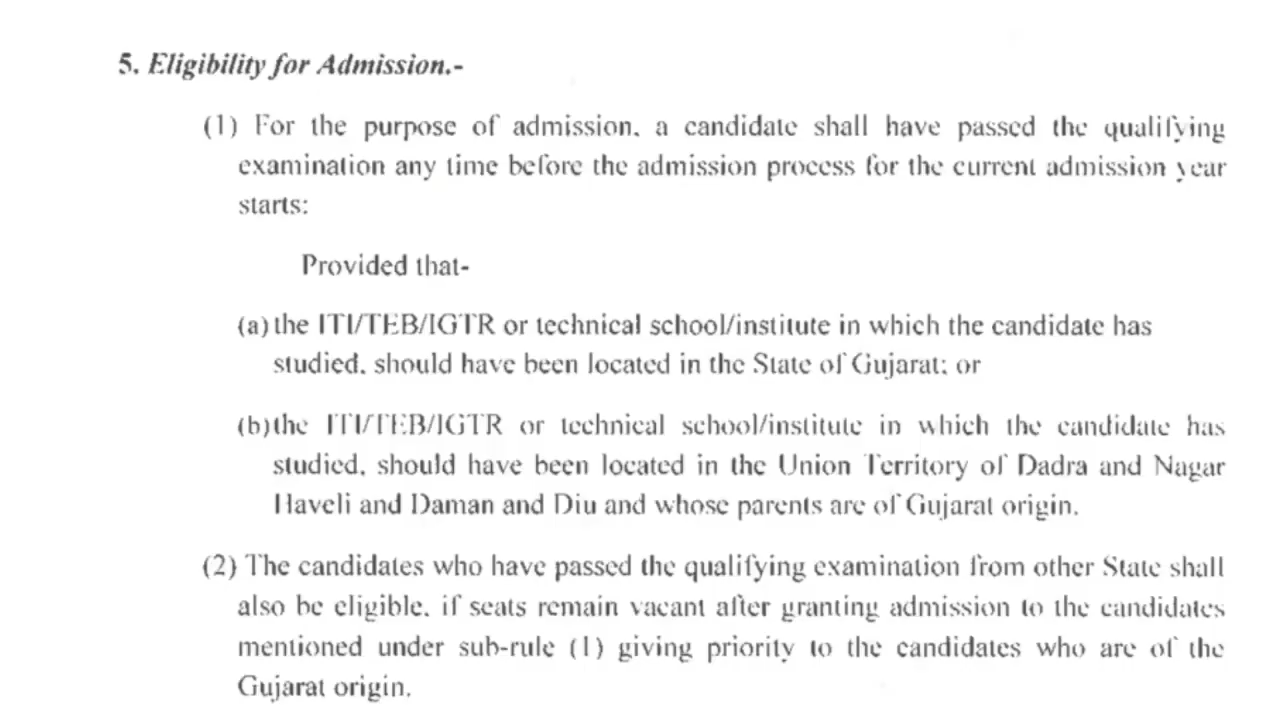 5. Eligibility for Admission.-
(1) For the purpose of admission, a candidate shall have passed the qualifying
examination any time before the admission process for the current admission year
starts:
Provided that-
(a) the ITI/TEB/IGTR or technical school/institute in which the candidate has
studied, should have been located in the State of Gujarat; or
(b) the ITI/TEB/IGTR or technical school/institute in which the candidate has
studied, should have been located in the Union Territory of Dadra and Nagar
Haveli and Daman and Diu and whose parents are of Gujarat origin.
(2) The candidates who have passed the qualifying examination from other State shall
also be eligible, if seats remain vacant after granting admission to the candidates
mentioned under sub-rule (1) giving priority to the candidates who are of the
Gujarat origin.